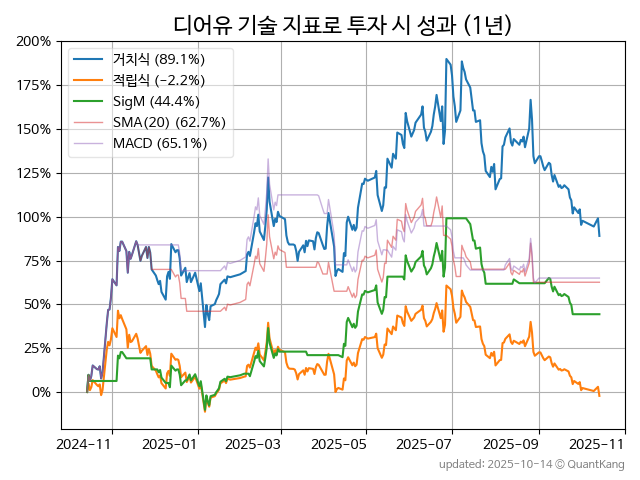 디어유 기술 지표로 투자 시 성과 (1년)
거치식 (89.1%)
적립식 (−2.2%)
SigM (44.4%)
SMA(20) (62.7%)
MACD (65.1%)
200%
175%
150%
125%
100%
75%
50%
25%
0%
2024-11 2025-01 2025-03 2025-05 2025-07 2025-09 2025-11
updated: 2025-10-14 © QuantKang